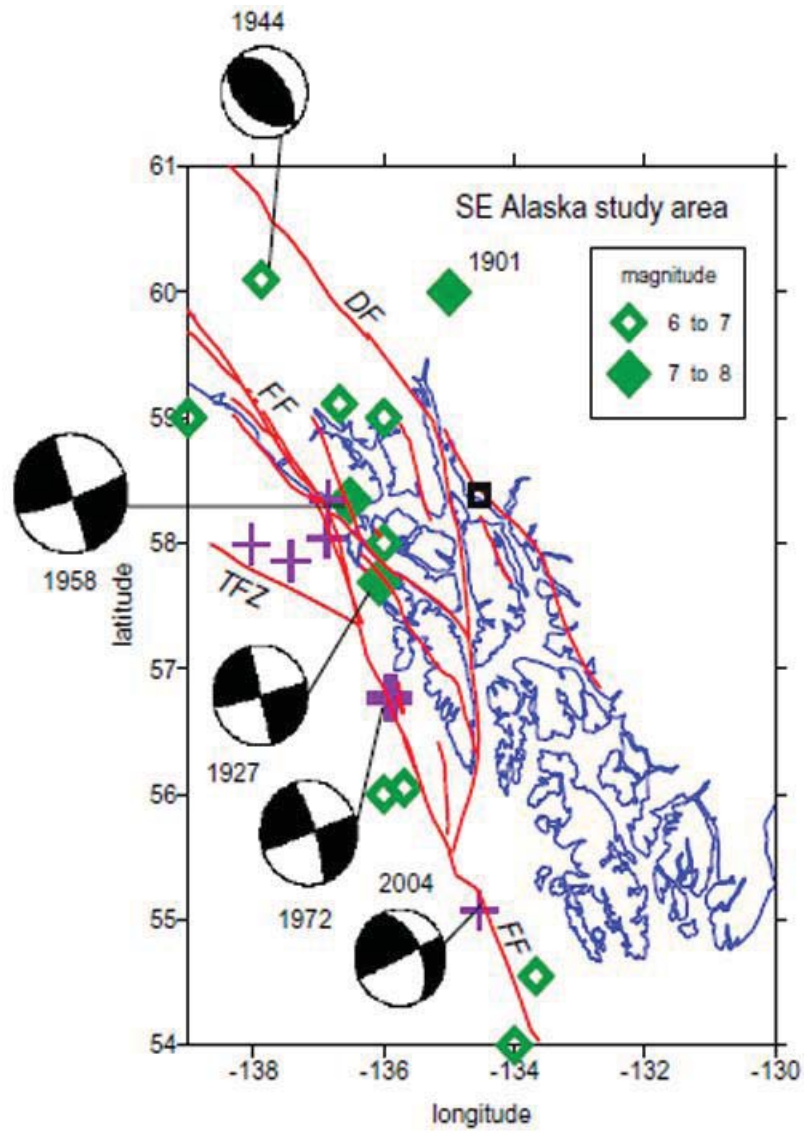 1944
61
SE Alaska study area
1901
magnitude
6 to 7
7 to 8
60
DF
FF
59
58
1958
TFZ
latitude
57
1927
56
1972
2004
55
FF
54
-138
-136
-134
-132
-130
longitude